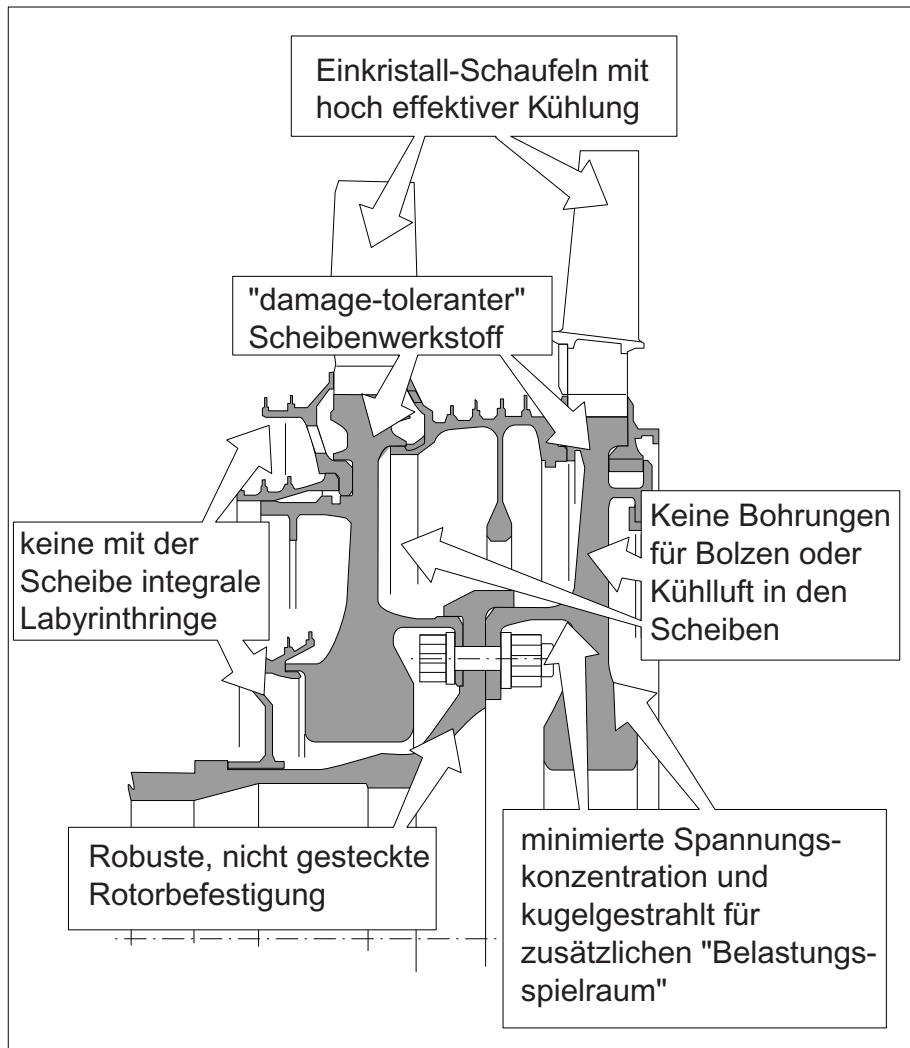 Einkristall-Schaufeln mit
hoch effektiver Kühlung
"damage-toleranter"
Scheibenwerkstoff
keine mit der
Scheibe integrale
Labyrinthringe
Keine Bohrungen
für Bolzen oder
Kühlluft in den
Scheiben
Robuste, nicht gesteckte
Rotorbefestigung
minimierte Spannungs-
konzentration und
kugelgestrahlt für
zusätzlichen "Belastungs-
spielraum"